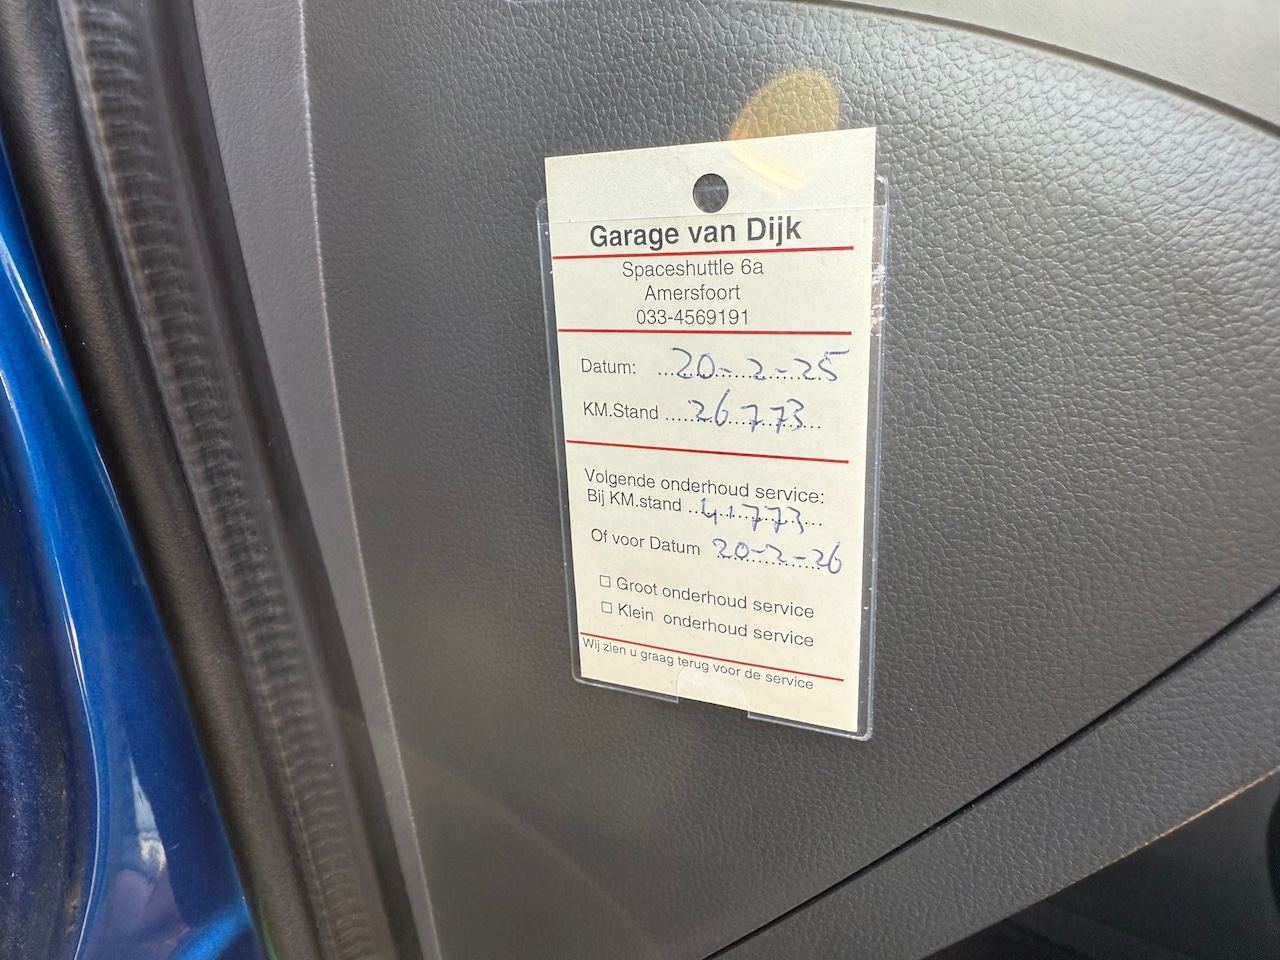 Garage van Dijk
Spaceshuttle 6a
Amersfoort
033-4569191
Datum: 20-2-25
KM.Stand 26773
Volgende onderhoud service:
Bij KM.stand 41773
Of voor Datum 20-2-26
☐ Groot onderhoud service
☐ Klein onderhoud service
Wij zien u graag terug voor de service